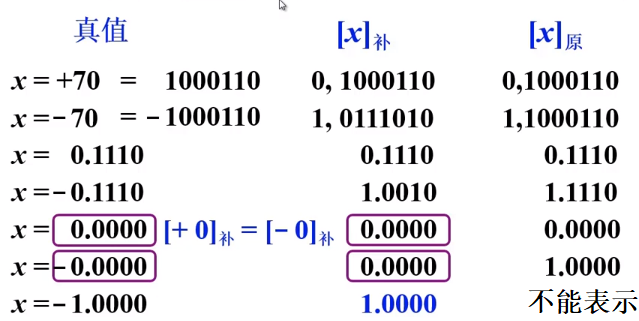 真值 [x]补 [x]原
x = +70 = 1000110 0, 1000110 0,1000110
x = − 70 = − 1000110 1, 0111010 1,1000110
x = 0.1110 0.1110 0.1110
x = − 0.1110 1.0010 1.1110
x = 0.0000 [+ 0]补 = [− 0]补 0.0000 0.0000
x = − 0.0000 0.0000 1.0000
x = − 1.0000 1.0000 不能表示